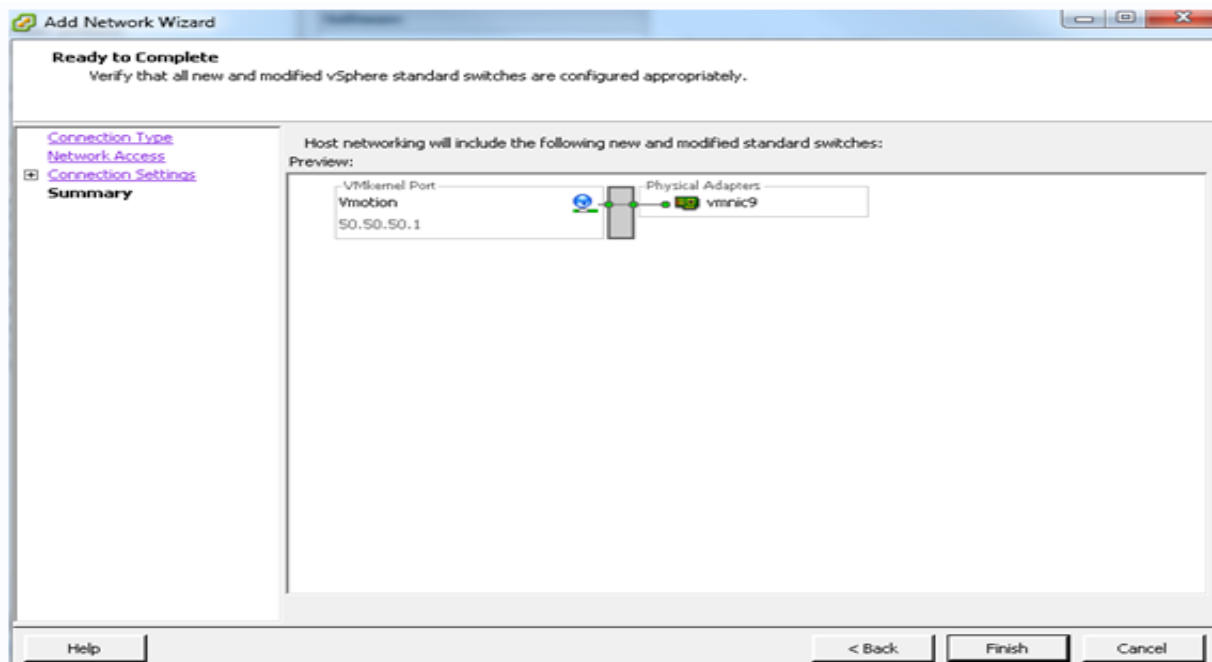 Add Network Wizard
Software
Ready to Complete
Verify that all new and modified vSphere standard switches are configured appropriately.
Connection Type
Network Access
Connection Settings
Summary
Host networking will include the following new and modified standard switches:
Preview:
VMkernel Port
Physical Adapters
Vmotion
vmnic9
50.50.50.1
Help
< Back
Finish
Cancel